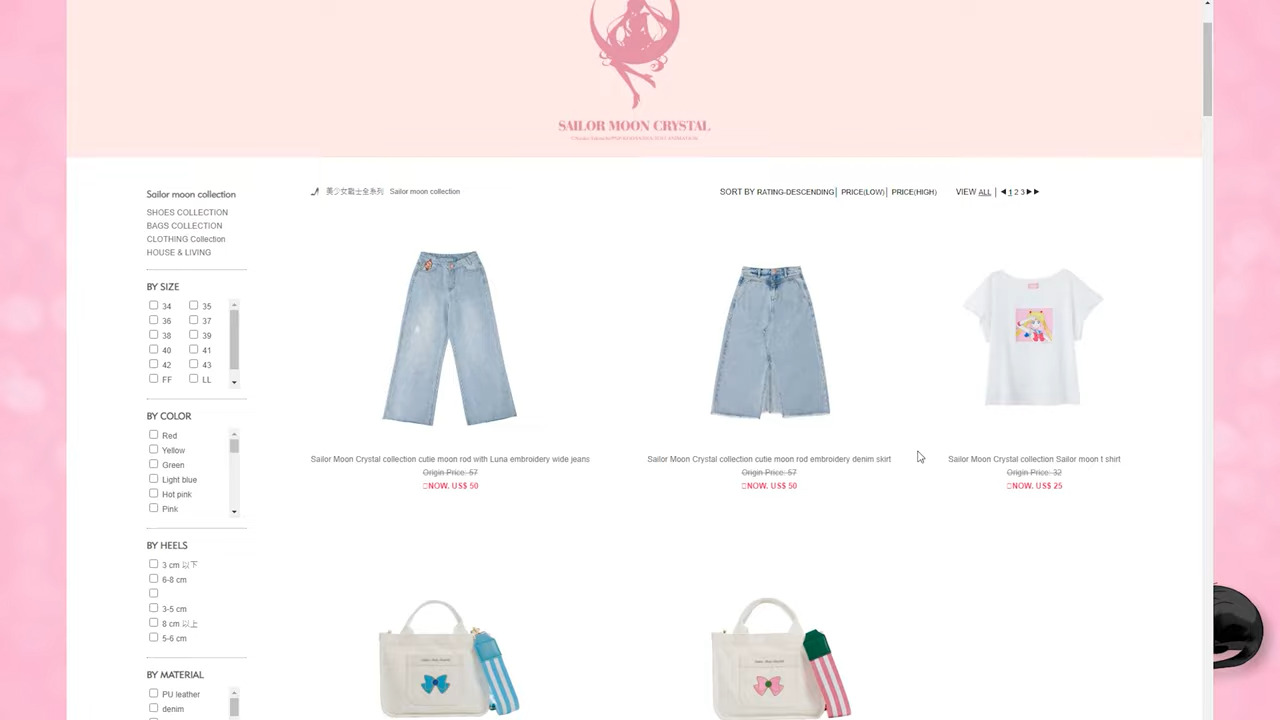 SAILOR MOON CRYSTAL
Sailor moon collection
SHOES COLLECTION
BAGS COLLECTION
CLOTHING Collection
HOUSE & LIVING
BY SIZE
34 35
36 37
38 39
40 41
42 43
FF LL
BY COLOR
Red
Yellow
Green
Light blue
Hot pink
Pink
BY HEELS
3 cm 以下
6-8 cm
3-5 cm
8 cm 以上
5-6 cm
BY MATERIAL
PU leather
denim
美少女戰士全系列 Sailor moon collection
SORT BY RATING-DESCENDING| PRICE(LOW)| PRICE(HIGH) VIEW ALL | ◀ 1 2 3 ▶▶
Sailor Moon Crystal collection cutie moon rod with Luna embroidery wide jeans
Origin Price: 57
NOW. US$ 50
Sailor Moon Crystal collection cutie moon rod embroidery denim skirt
Origin Price: 57
NOW. US$ 50
Sailor Moon Crystal collection Sailor moon t shirt
Origin Price: 32
NOW. US$ 25